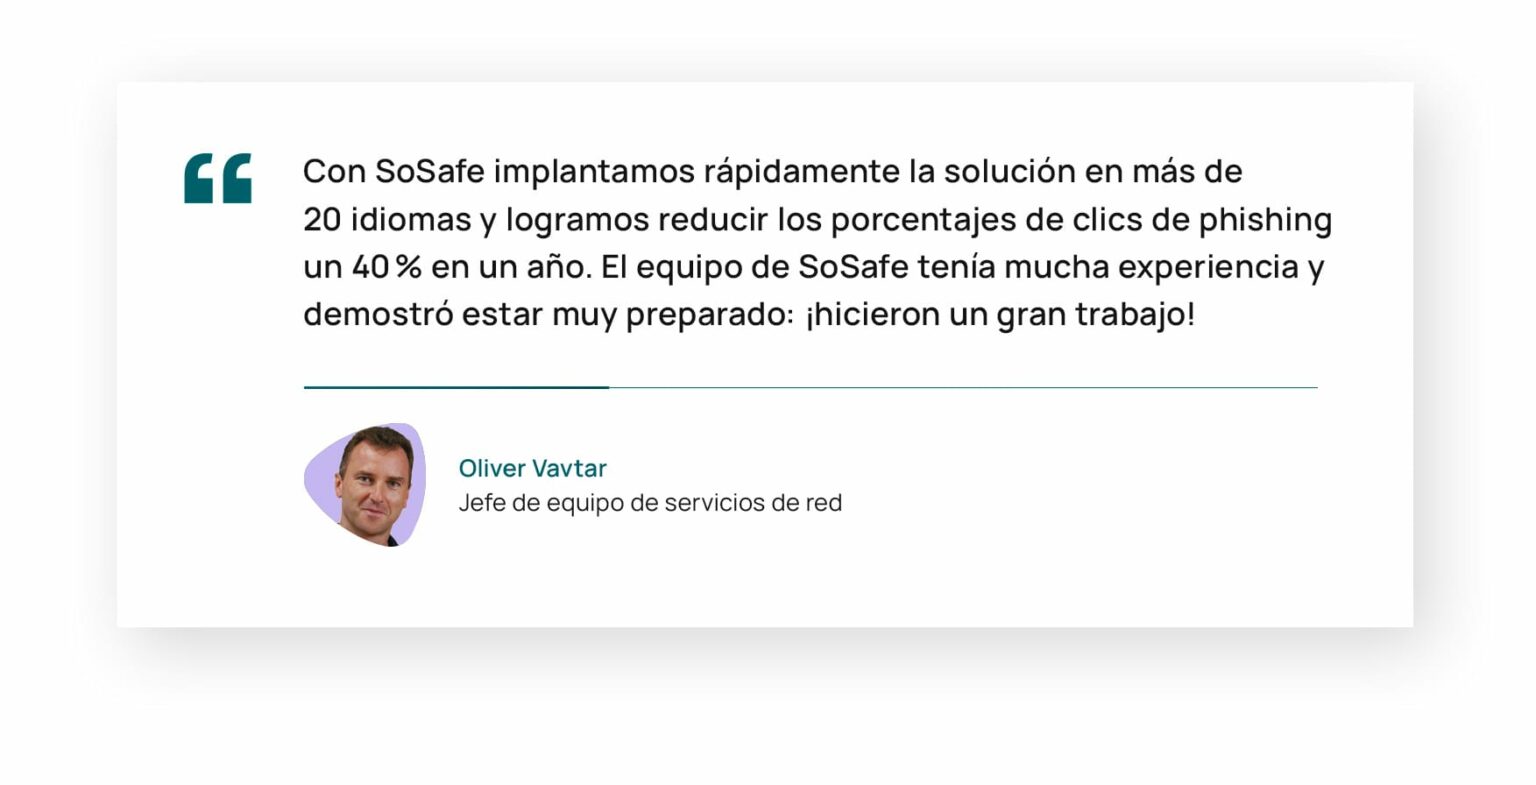 Con SoSafe implantamos rápidamente la solución en más de
20 idiomas y logramos reducir los porcentajes de clics de phishing
un 40 % en un año. El equipo de SoSafe tenía mucha experiencia y
demostró estar muy preparado: ¡hicieron un gran trabajo!
Oliver Vavtar
Jefe de equipo de servicios de red